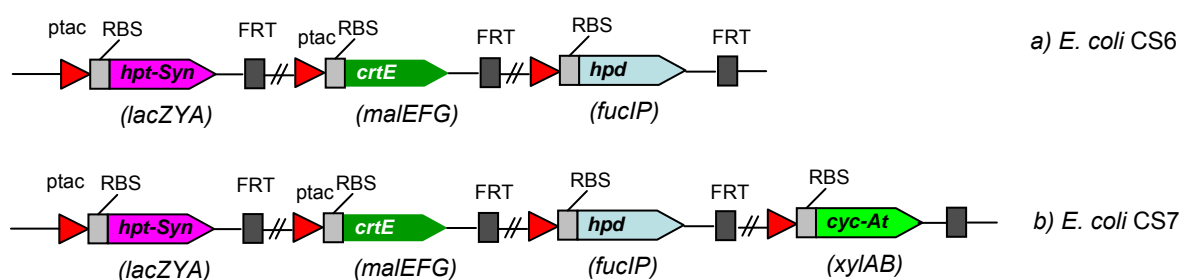 ptac RBS FRT ptac RBS FRT RBS FRT
hpt-Syn crtE hpd a) E. coli CS6
(lacZYA) (malEFG) (fucIP)
ptac RBS FRT ptac RBS FRT RBS FRT RBS
hpt-Syn crtE hpd cyc-At b) E. coli CS7
(lacZYA) (malEFG) (fucIP) (xylAB)